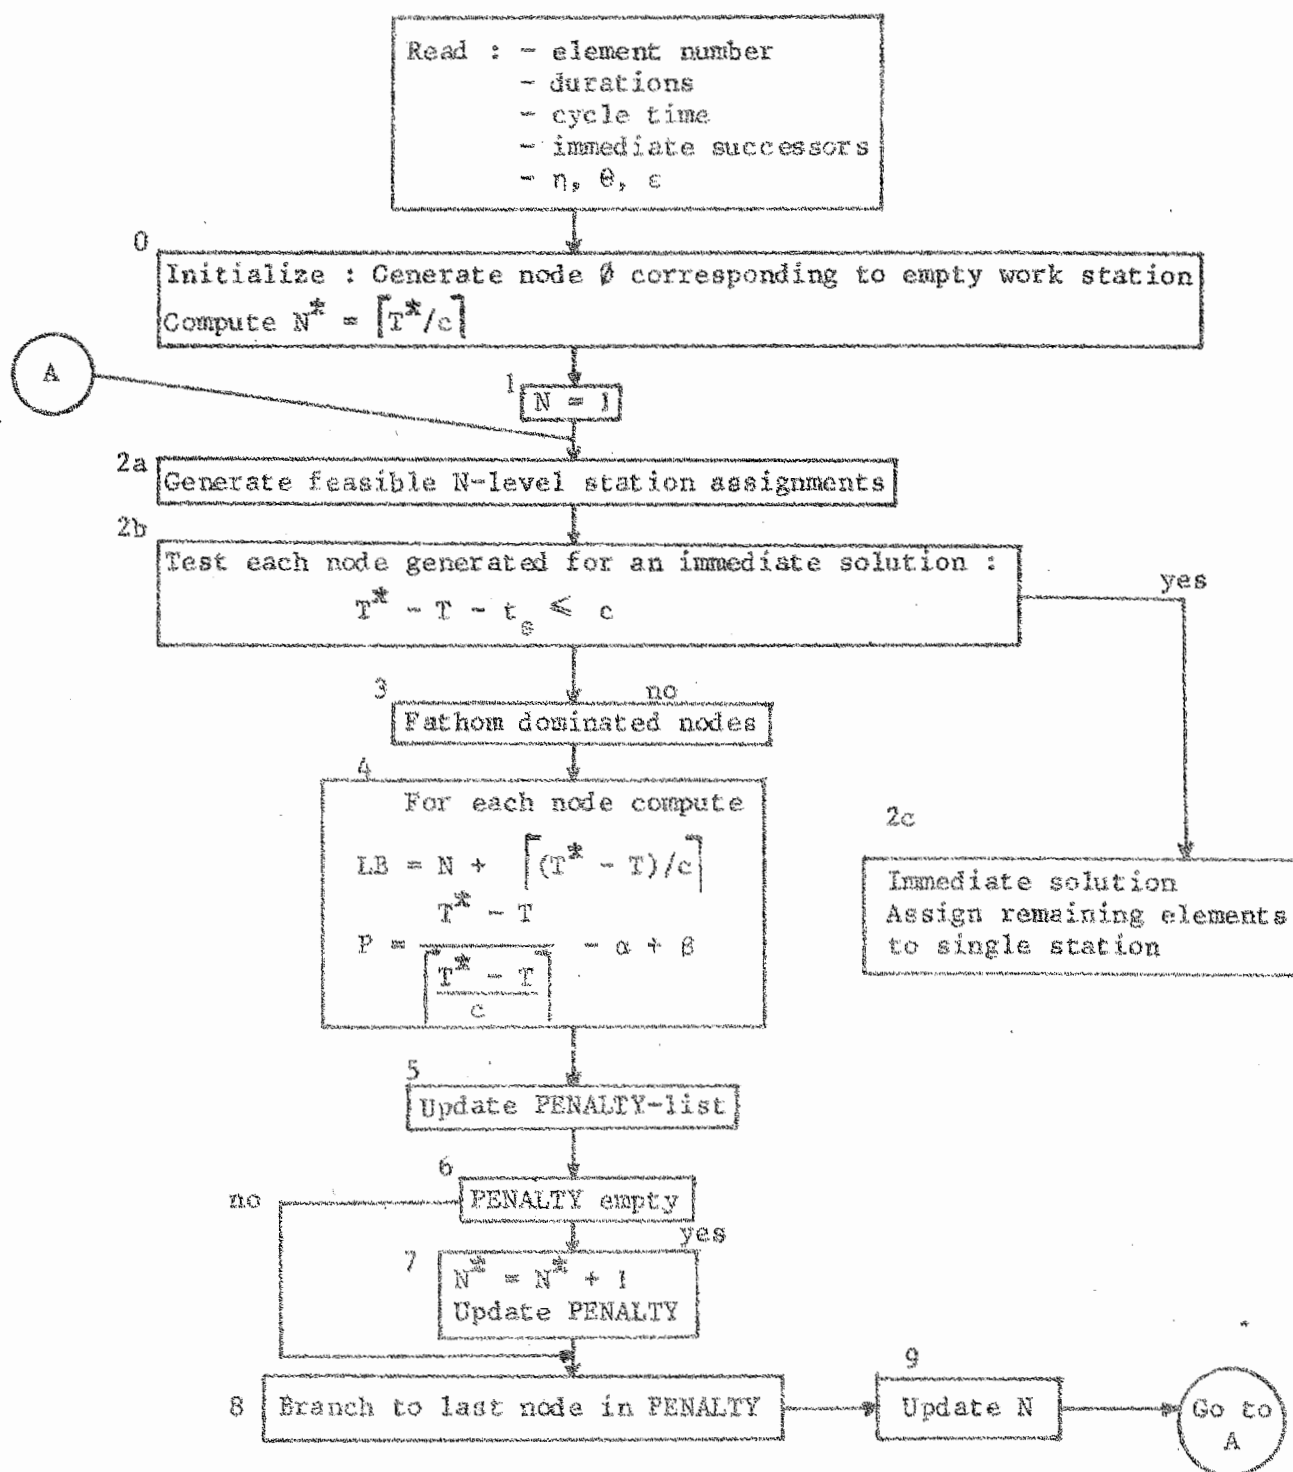 Read : - element number
- durations
- cycle time
- immediate successors
- η, θ, ε
0
Initialize : Generate node Ø corresponding to empty work station
Compute N* = ⌈T*/c⌉
A
1
N = 1
2a
Generate feasible N-level station assignments
2b
Test each node generated for an immediate solution :
T* - T - t_s ⩽ c
yes
no
3
Fathom dominated nodes
4
For each node compute
LB = N + ⌈(T* - T)/c⌉
T* - T
P = ⎯⎯⎯ - α + β
⌈T* - T
c⌉
2c
Immediate solution
Assign remaining elements
to single station
5
Update PENALTY-list
6
no
PENALTY empty
yes
7
N* = N* + 1
Update PENALTY
8
Branch to last node in PENALTY
9
Update N
Go to
A